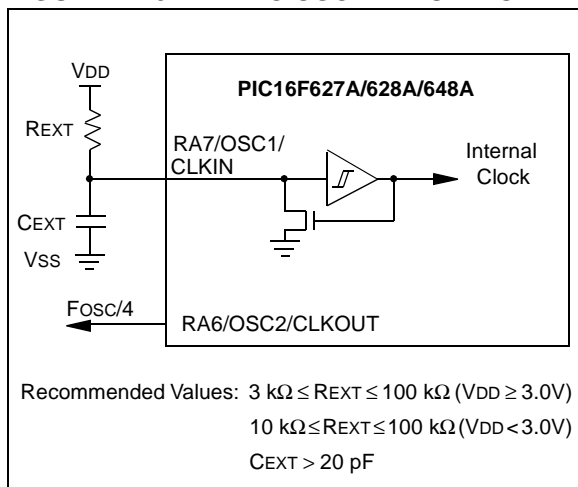 VDD
PIC16F627A/628A/648A
REXT
RA7/OSC1/
CLKIN
Internal
Clock
CEXT
VSS
FOSC/4
RA6/OSC2/CLKOUT
Recommended Values: 3 kΩ ≤ REXT ≤ 100 kΩ (VDD ≥ 3.0V)
10 kΩ ≤ REXT ≤ 100 kΩ (VDD < 3.0V)
CEXT > 20 pF